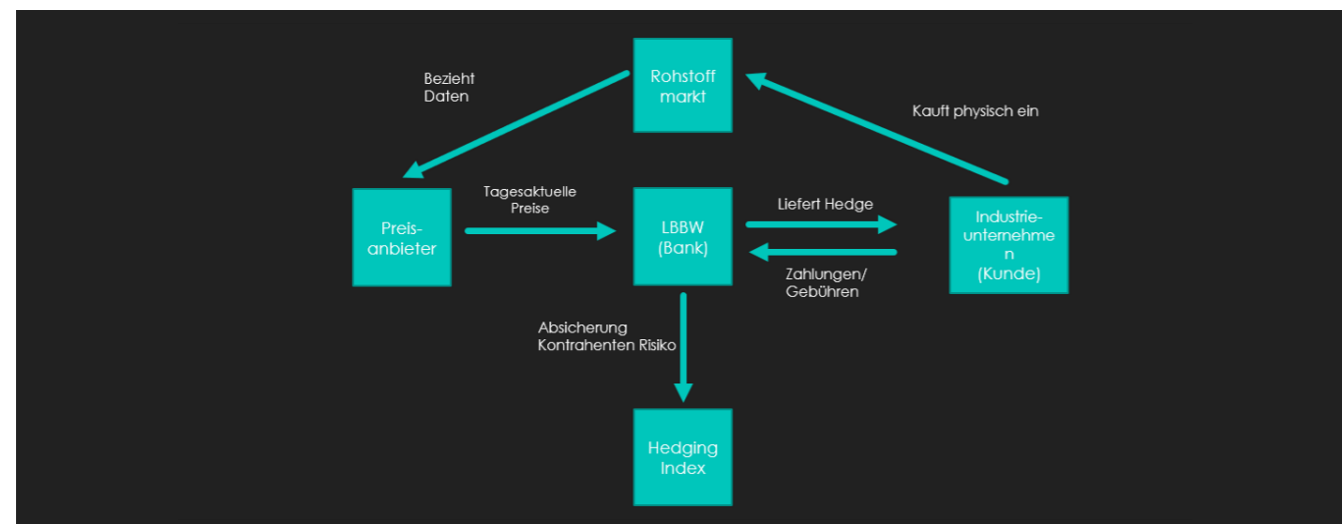 Rohstoff
markt
Bezieht
Daten
Kauft physisch ein
Tagesaktuelle
Preise
Preis-
anbieter
LBBW
(Bank)
Liefert Hedge
Zahlungen/
Gebühren
Industrie-
unternehme
n
(Kunde)
Absicherung
Kontrahenten Risiko
Hedging
Index